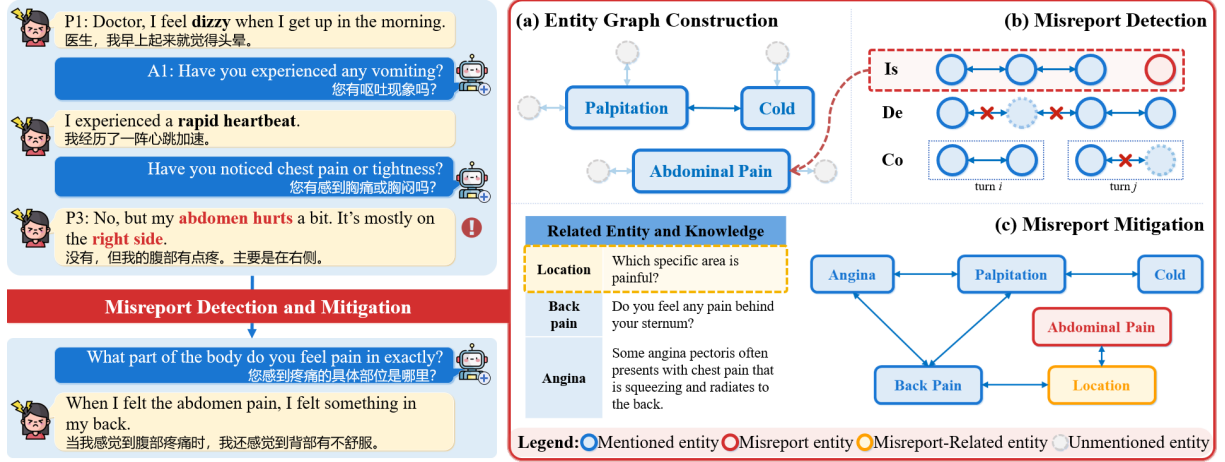 P1: Doctor, I feel dizzy when I get up in the morning.
医生，我早上起来就觉得头晕。
A1: Have you experienced any vomiting?
您有呕吐现象吗？
I experienced a rapid heartbeat.
我经历了一阵心跳加速。
Have you noticed chest pain or tightness?
您有感到胸痛或胸闷吗？
P3: No, but my abdomen hurts a bit. It's mostly on
the right side.
没有，但我的腹部有点疼。主要是在右侧。
Misreport Detection and Mitigation
What part of the body do you feel pain in exactly?
您感到疼痛的具体部位是哪里？
When I felt the abdomen pain, I felt something in
my back.
当我感觉到腹部疼痛时，我还感觉到背部有不舒服。
(a) Entity Graph Construction
Palpitation
Cold
Abdominal Pain
(b) Misreport Detection
Is
De
Co
turn i
turn j
Related Entity and Knowledge
Location
Which specific area is
painful?
Back
pain
Do you feel any pain behind
your sternum?
Angina
Some angina pectoris often
presents with chest pain that
is squeezing and radiates to
the back.
(c) Misreport Mitigation
Angina
Palpitation
Cold
Abdominal Pain
Back Pain
Location
Legend: Mentioned entity Misreport entity Misreport-Related entity Unmentioned entity